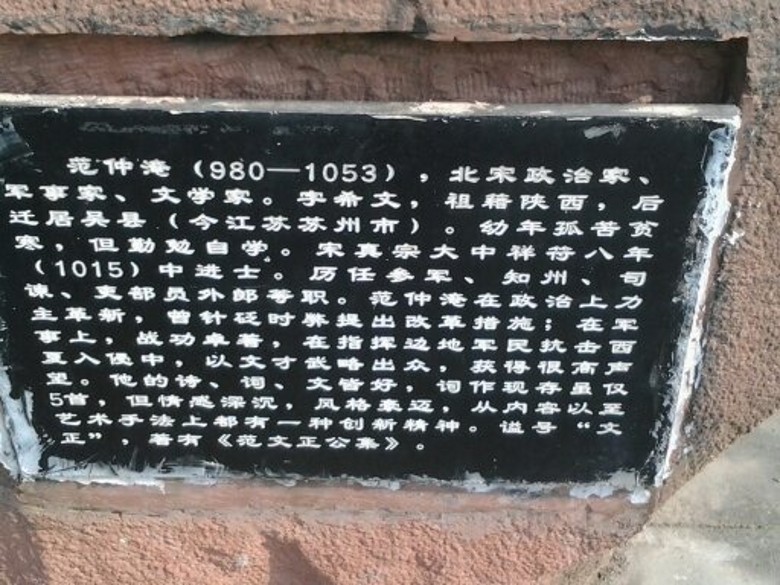 范仲淹（980—1053），北宋政治家、
军事家、文学家。字希文，祖籍陕西，后
迁居吴县（今江苏苏州市）。幼年孤苦贫
寒，但勤勉自学。宋真宗大中祥符八年
（1015）中进士。历任参军、知州、司
谏、吏部员外郎等职。范仲淹在政治上力
主革新，曾针砭时弊提出改革措施；在军
事上，战功卓著，在指挥边地军民抗击西
夏入侵中，以文才武略出众，获得很高声
望。他的诗、词、文皆好，词作现存虽仅
5首，但情感深沉，风格豪迈，从内容以至
艺术手法上都有一种创新精神。谥号“文
正”，著有《范文正公集》。